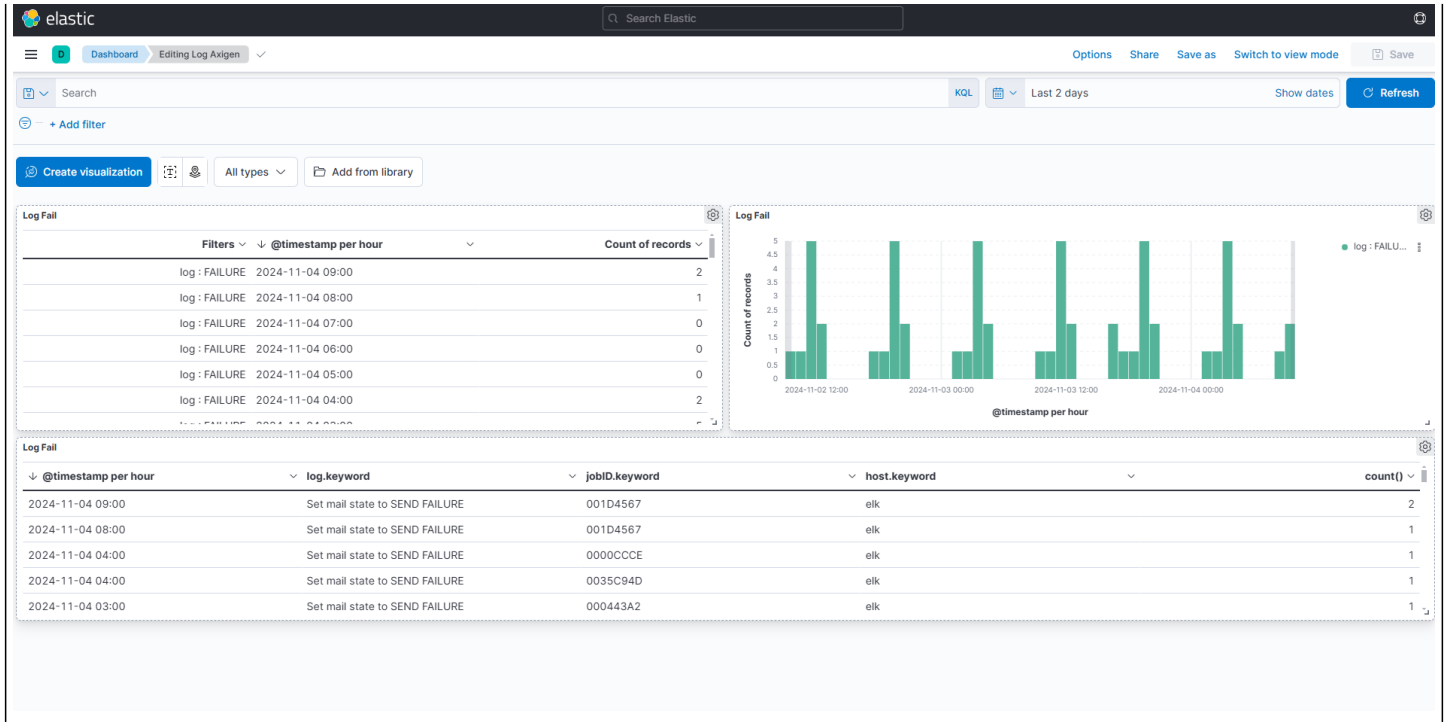 elastic
Search Elastic
D Dashboard Editing Log Axigen
Options Share Save as Switch to view mode Save
Search KQL Last 2 days Show dates Refresh
+ Add filter
Create visualization All types Add from library
Log Fail
Filters @timestamp per hour Count of records
log : FAILURE 2024-11-04 09:00 2
log : FAILURE 2024-11-04 08:00 1
log : FAILURE 2024-11-04 07:00 0
log : FAILURE 2024-11-04 06:00 0
log : FAILURE 2024-11-04 05:00 0
log : FAILURE 2024-11-04 04:00 2
Log Fail
Count of records
5
4.5
4
3.5
3
2.5
2
1.5
1
0.5
0
2024-11-02 12:00 2024-11-03 00:00 2024-11-03 12:00 2024-11-04 00:00
@timestamp per hour
log : FAILU...
Log Fail
@timestamp per hour log.keyword jobID.keyword host.keyword count()
2024-11-04 09:00 Set mail state to SEND FAILURE 001D4567 elk 2
2024-11-04 08:00 Set mail state to SEND FAILURE 001D4567 elk 1
2024-11-04 04:00 Set mail state to SEND FAILURE 0000CCCE elk 1
2024-11-04 04:00 Set mail state to SEND FAILURE 0035C94D elk 1
2024-11-04 03:00 Set mail state to SEND FAILURE 000443A2 elk 1